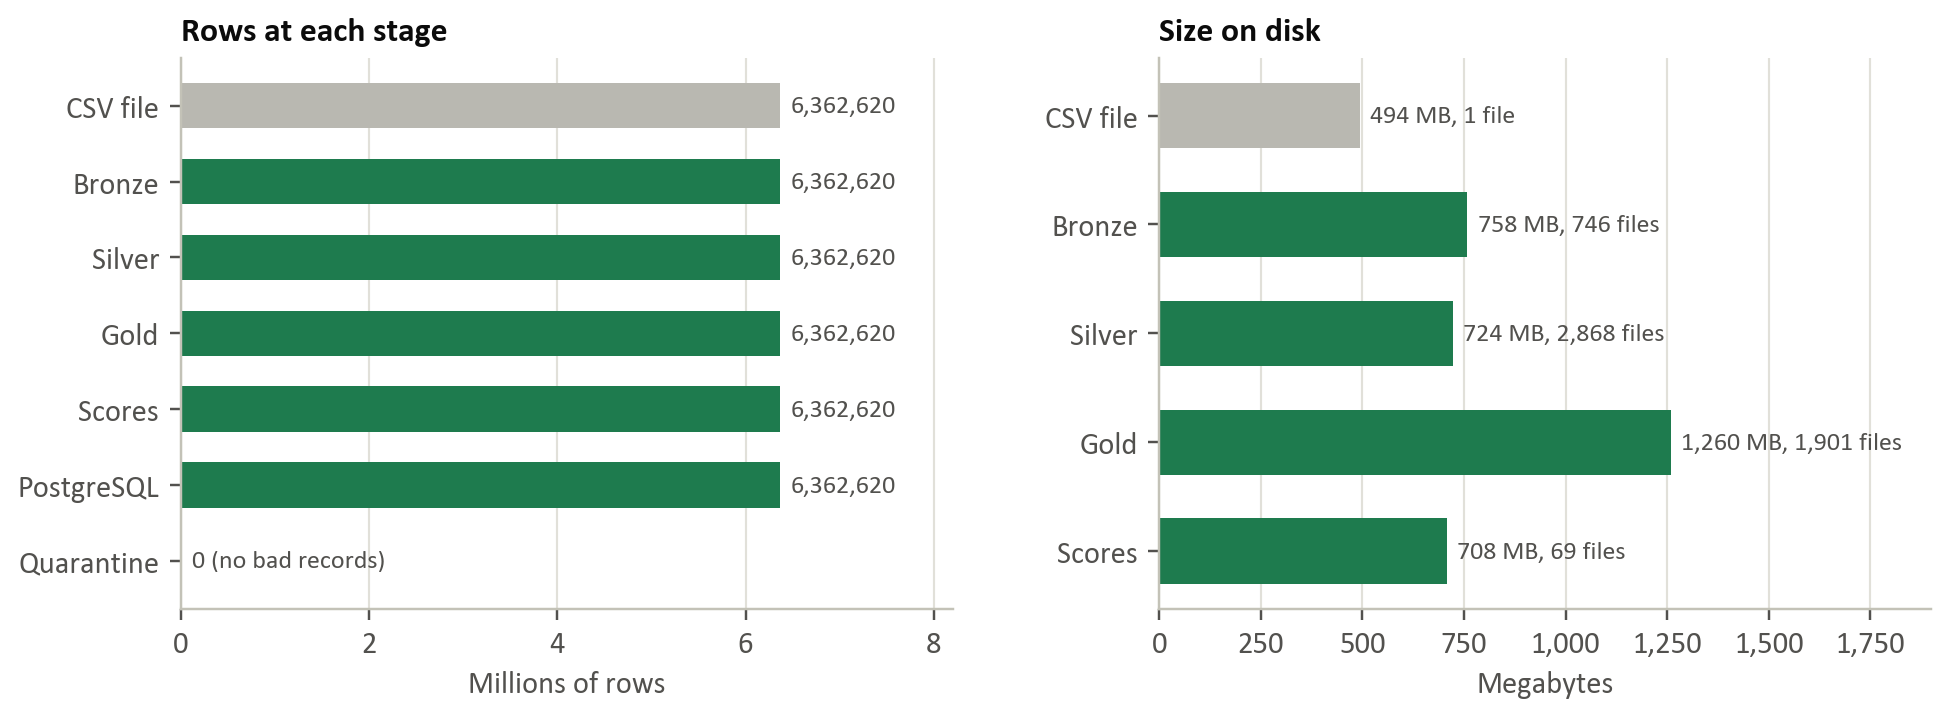 Rows at each stage
CSV file 6,362,620
Bronze 6,362,620
Silver 6,362,620
Gold 6,362,620
Scores 6,362,620
PostgreSQL 6,362,620
Quarantine 0 (no bad records)
0 2 4 6 8
Millions of rows
Size on disk
CSV file 494 MB, 1 file
Bronze 758 MB, 746 files
Silver 724 MB, 2,868 files
Gold 1,260 MB, 1,901 files
Scores 708 MB, 69 files
0 250 500 750 1,000 1,250 1,500 1,750
Megabytes